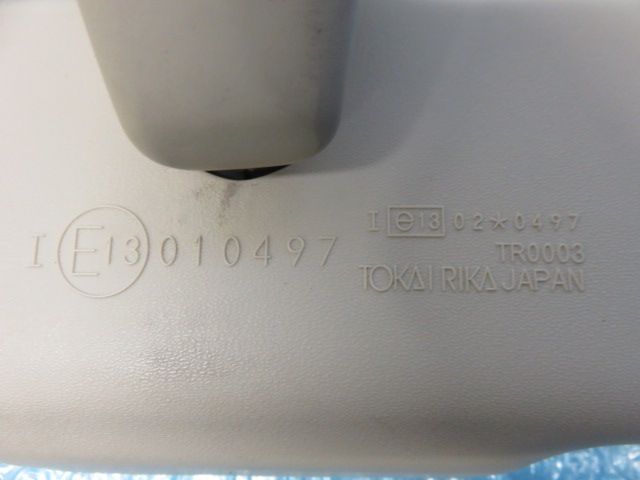 I E13 010497
I e13 02*0497
TR0003
TOKAI RIKA JAPAN